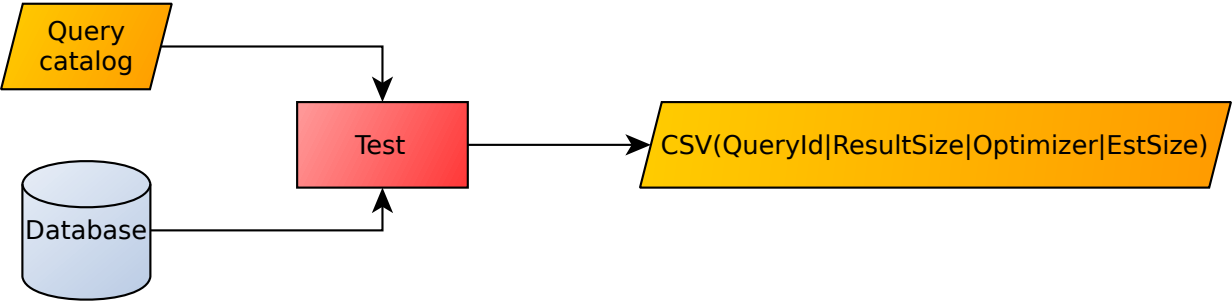 Query
catalog
Test
CSV(QueryId|ResultSize|Optimizer|EstSize)
Database